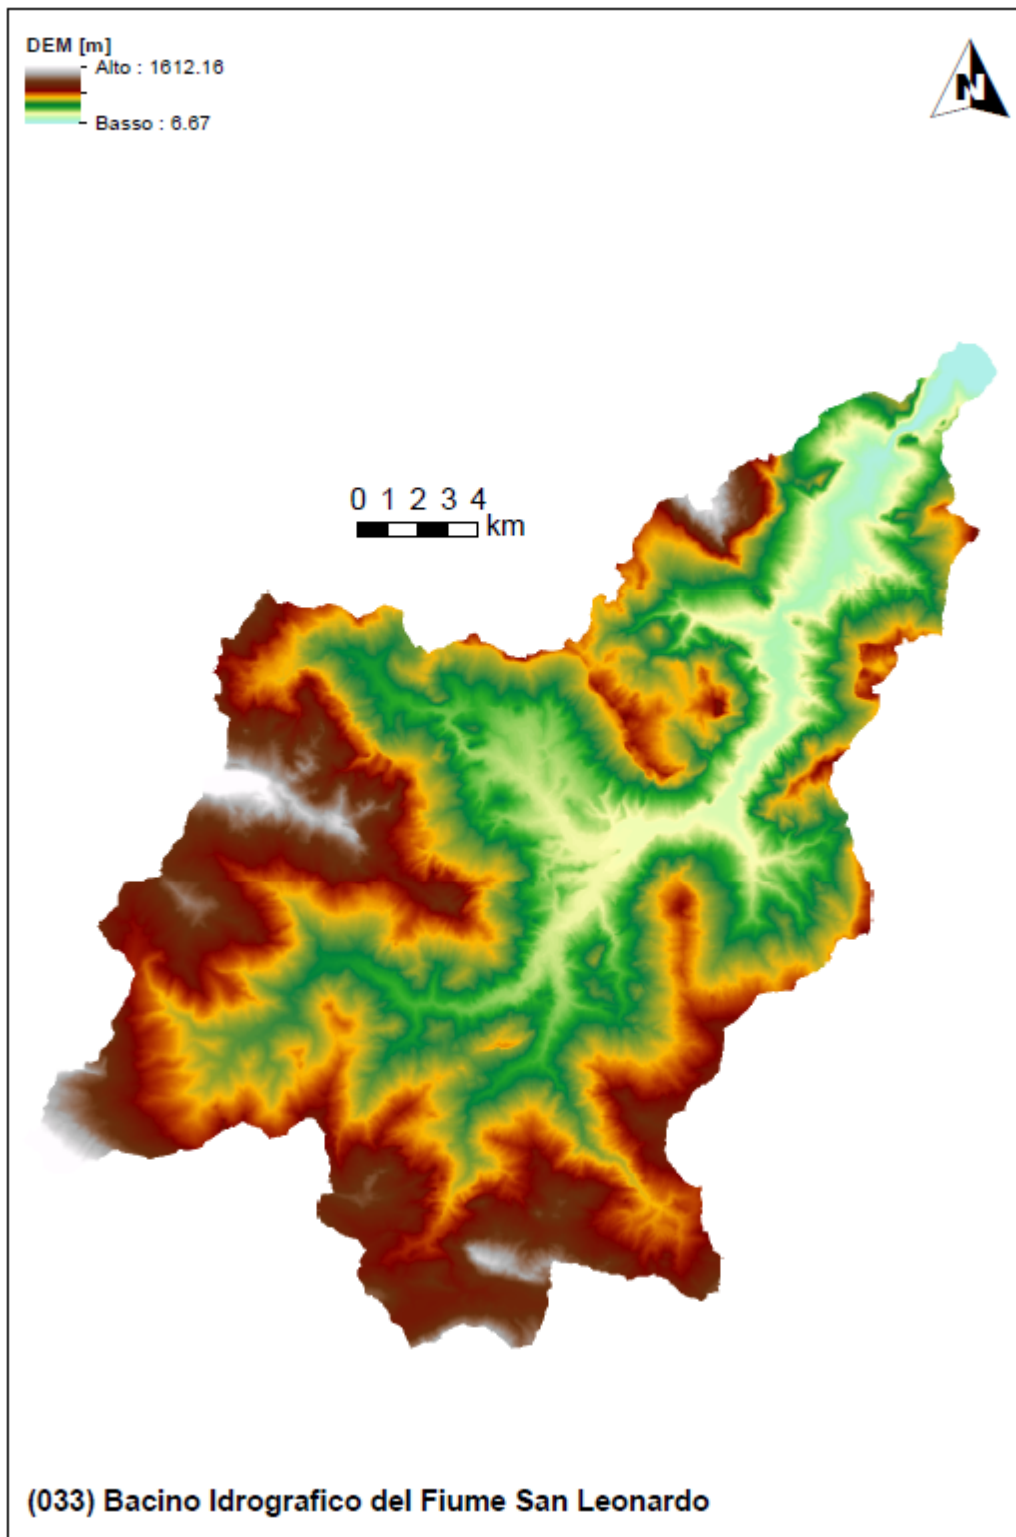 DEM [m]
Alto : 1612.16
Basso : 6.67
N
0 1 2 3 4
km
(033) Bacino Idrografico del Fiume San Leonardo